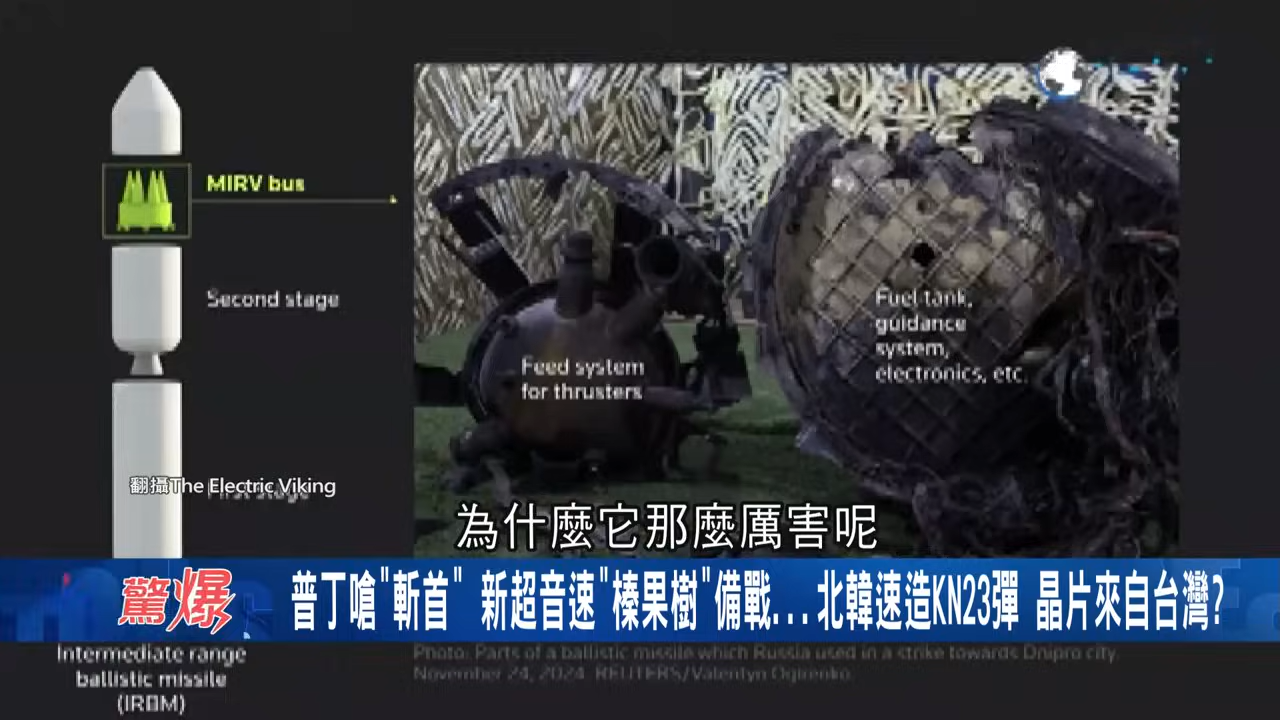 MIRV bus
Second stage
First stage
翻攝The Electric Viking
Intermediate range
ballistic missile
(IRBM)
Feed system
for thrusters
Fuel tank,
guidance
system,
electronics, etc.
為什麼它那麼厲害呢
驚爆
普丁嗆"斬首" 新超音速"榛果樹"備戰...北韓速造KN23彈 晶片來自台灣?
Photo: Parts of a ballistic missile which Russia used in a strike towards Dnipro city.
November 24, 2024. REUTERS/Valentyn Ogirenko